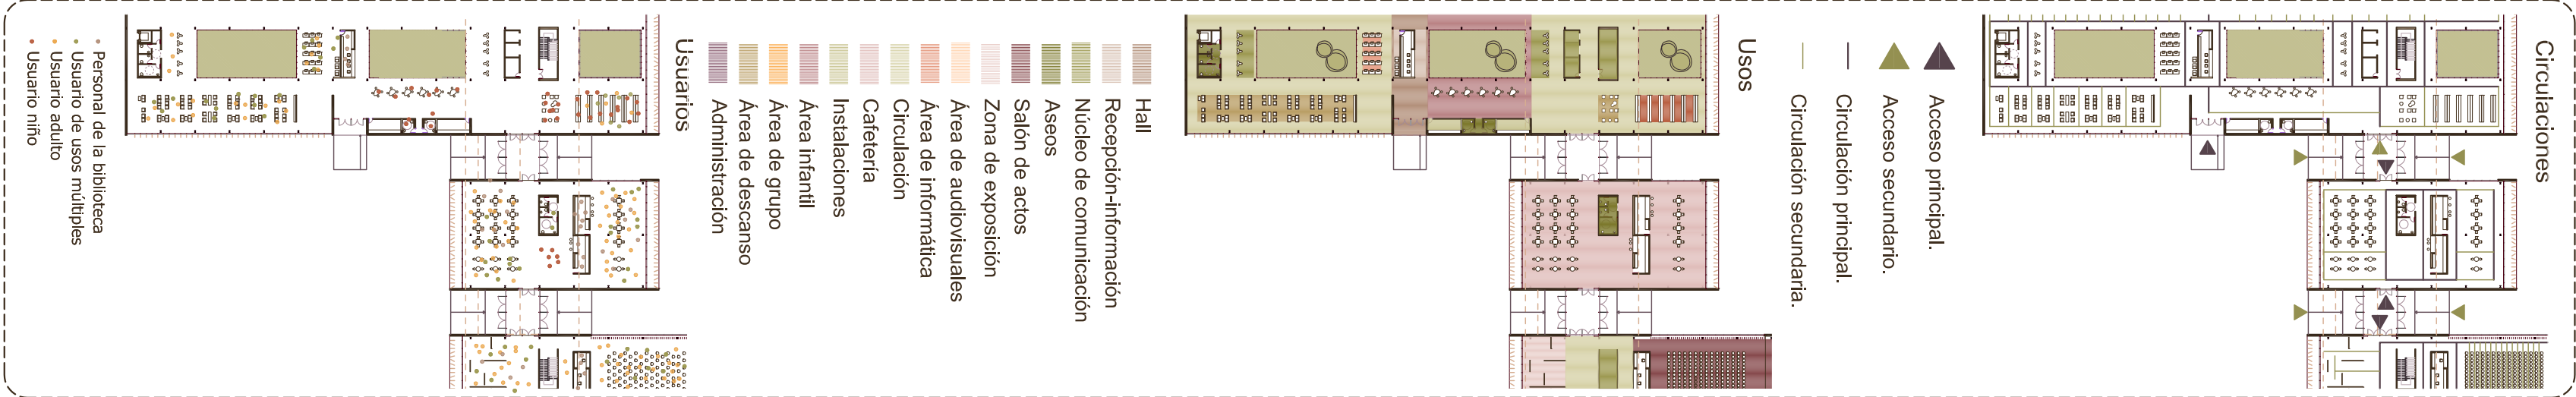 Circulaciones
Acceso principal.
Acceso secundario.
Circulación principal.
Circulación secundaria.
Usos
Hall
Recepción-información
Núcleo de comunicación
Aseos
Salón de actos
Zona de exposición
Área de audiovisuales
Área de informática
Circulación
Cafetería
Instalaciones
Área infantil
Área de grupo
Área de descanso
Administración
Usuarios
Personal de la biblioteca
Usuario de usos múltiples
Usuario adulto
Usuario niño